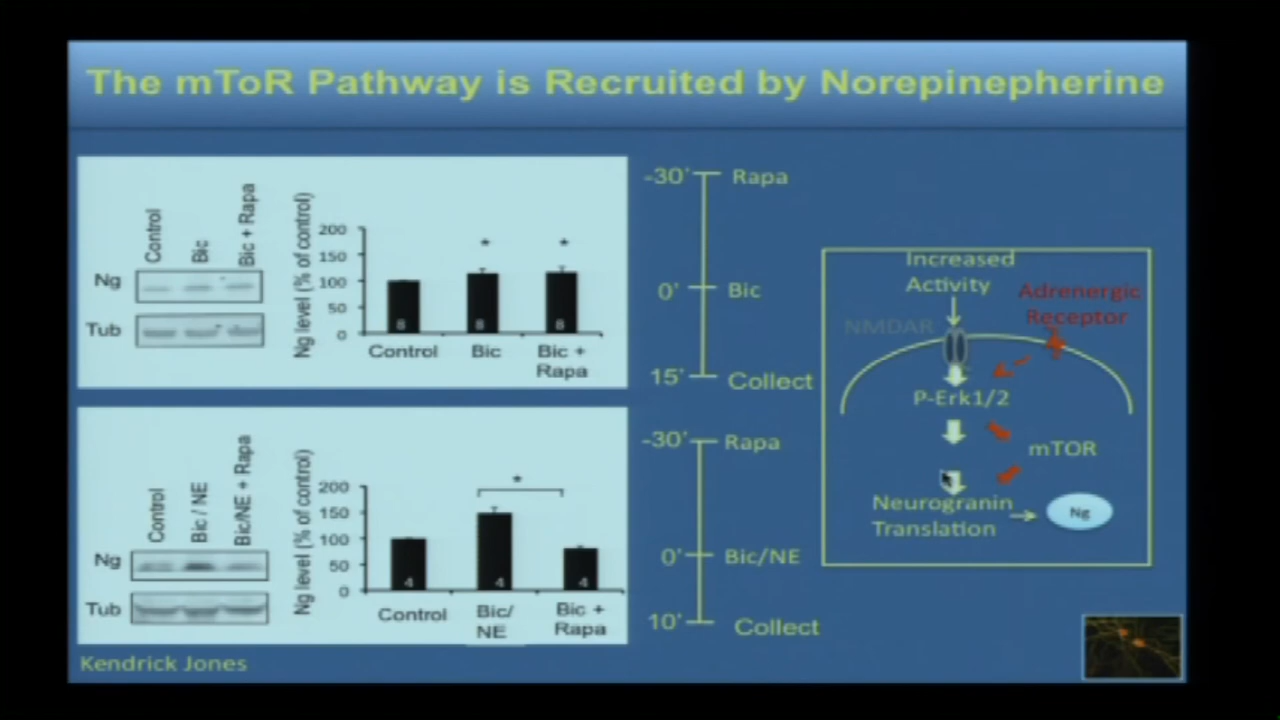 The mToR Pathway is Recruited by Norepinepherine
Control
Bic
Bic + Rapa
Ng
Tub
Ng level (% of control)
200
150
100
50
0
8
8
8
*
*
Control
Bic
Bic +
Rapa
-30'
Rapa
0'
Bic
15'
Collect
Control
Bic / NE
Bic/NE + Rapa
Ng
Tub
Ng level (% of control)
200
150
100
50
0
4
4
4
*
Control
Bic/
NE
Bic +
Rapa
-30'
Rapa
0'
Bic/NE
10'
Collect
Increased
Activity
Adrenergic
Receptor
NMDAR
P-Erk1/2
mTOR
Neurogranin
Translation
Ng
Kendrick Jones